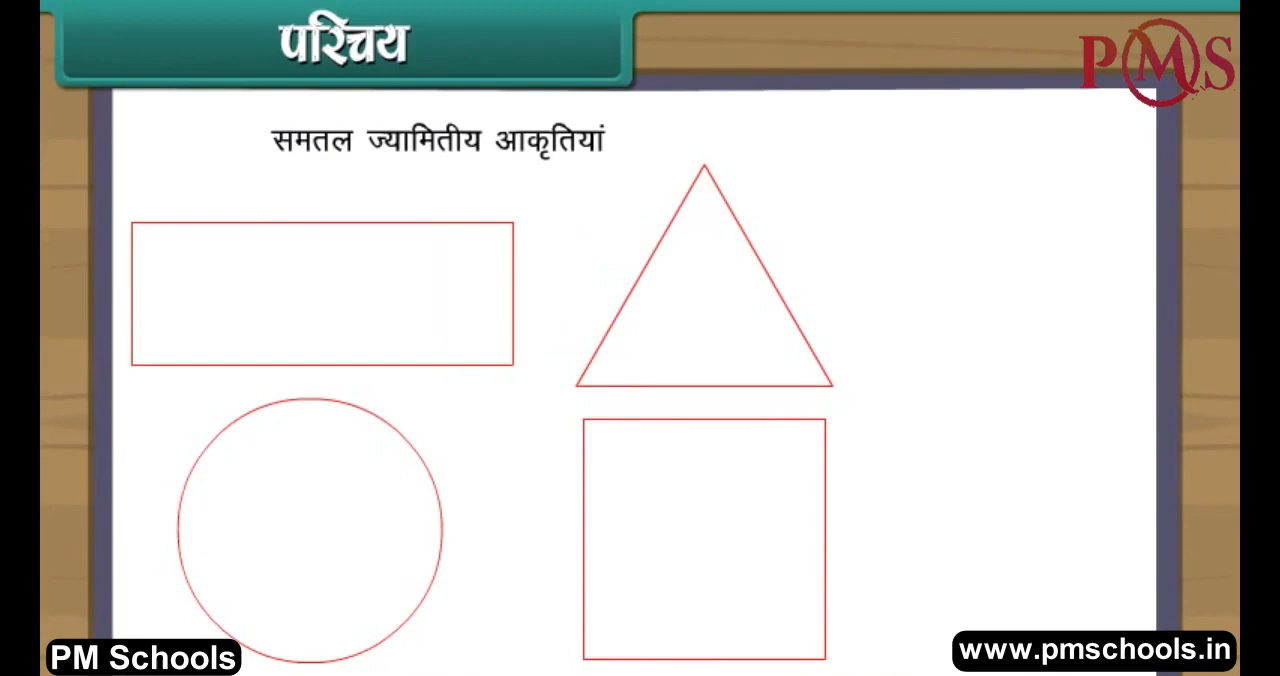 परिचय
PMS
समतल ज्यामितीय आकृतियां
PM Schools
www.pmschools.in